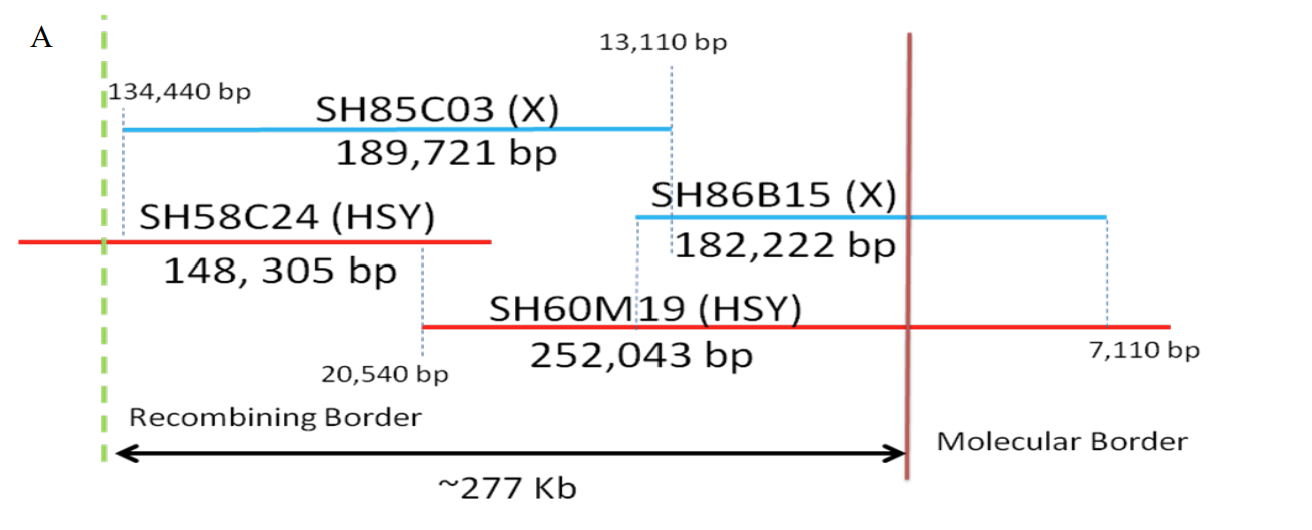 A
13,110 bp
134,440 bp
SH85C03 (X)
189,721 bp
SH86B15 (X)
SH58C24 (HSY)
182,222 bp
148, 305 bp
SH60M19 (HSY)
252,043 bp
7,110 bp
20,540 bp
Recombining Border
Molecular Border
~277 Kb